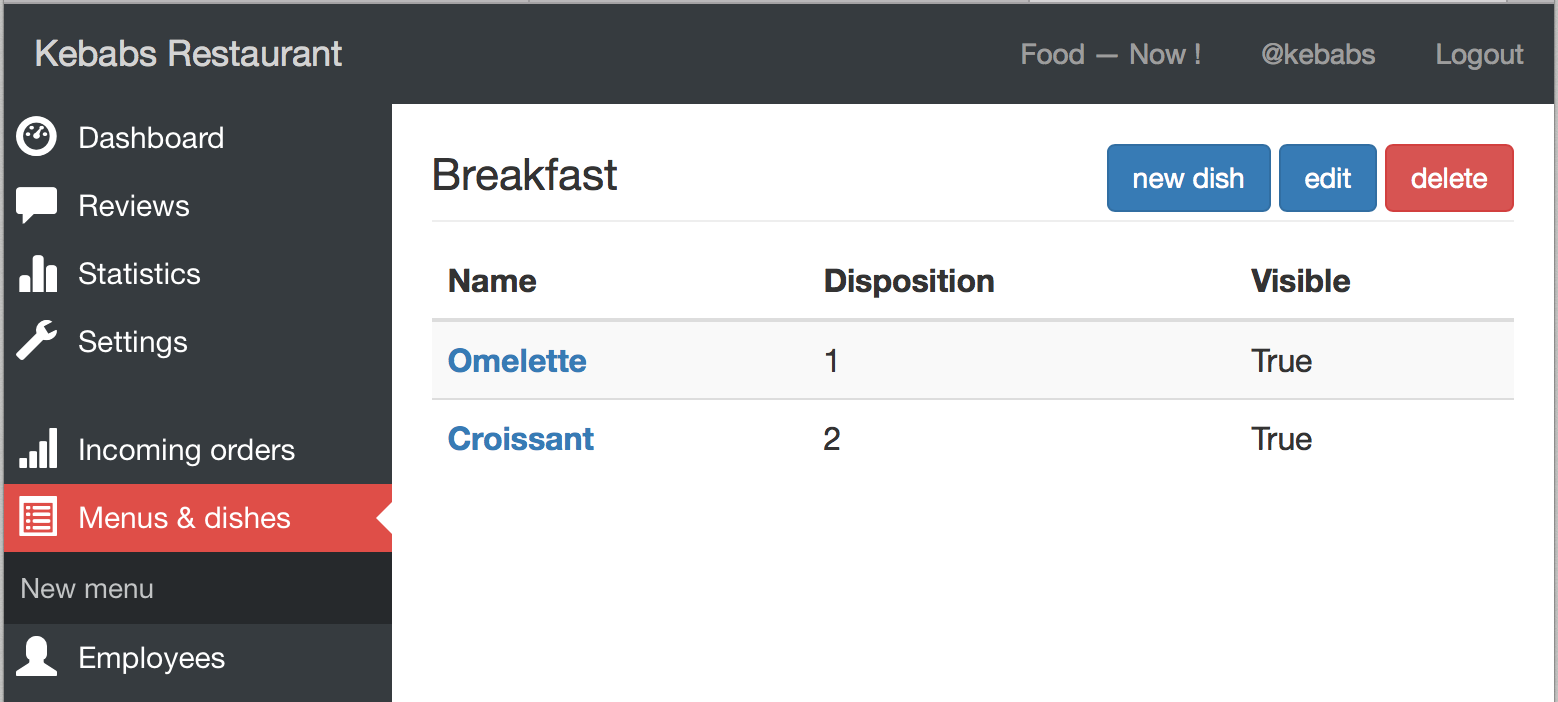 Kebabs Restaurant
Food — Now !
@kebabs
Logout
Dashboard
Reviews
Statistics
Settings
Incoming orders
Menus & dishes
New menu
Employees
Breakfast
new dish
edit
delete
Name Disposition Visible
Omelette 1 True
Croissant 2 True